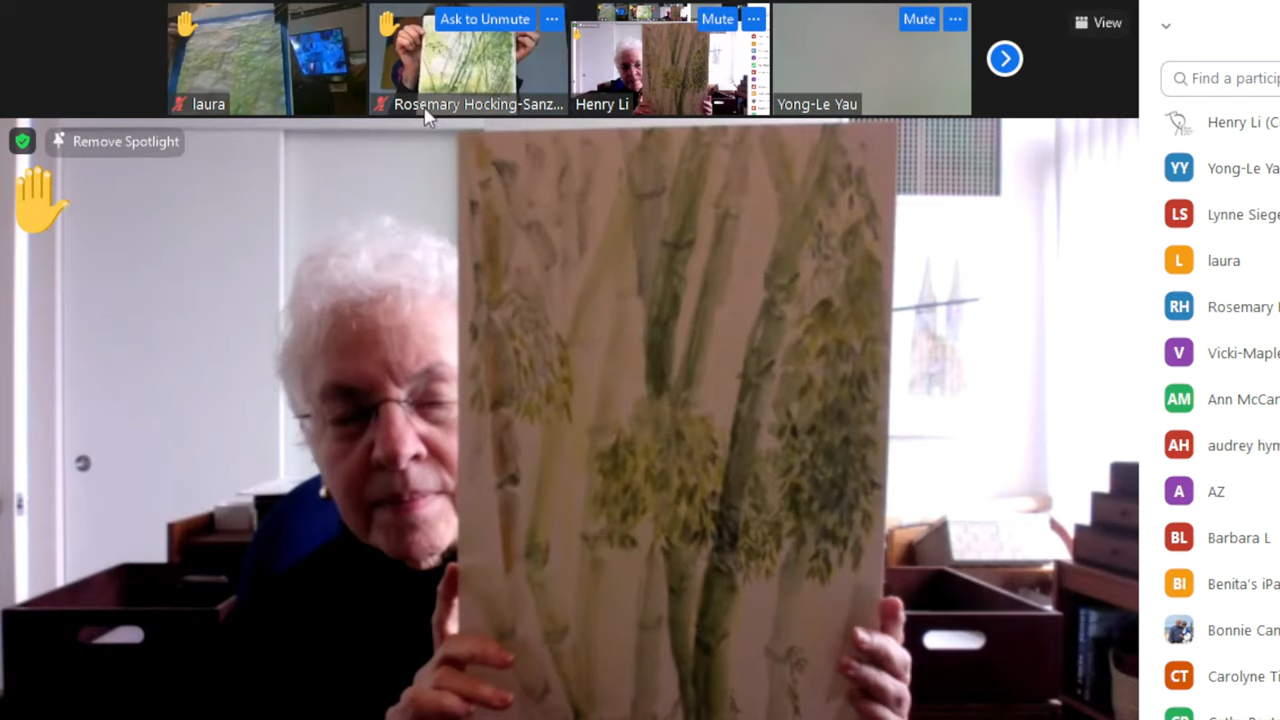 Ask to Unmute
Mute
Mute
View
laura
Rosemary Hocking-Sanz...
Henry Li
Yong-Le Yau
Remove Spotlight
Find a partici
Henry Li (C
YY Yong-Le Ya
LS Lynne Siege
L laura
RH Rosemary
V Vicki-Maple
AM Ann McCar
AH audrey hym
A AZ
BL Barbara L
BI Benita's iPa
Bonnie Can
CT Carolyne Ti